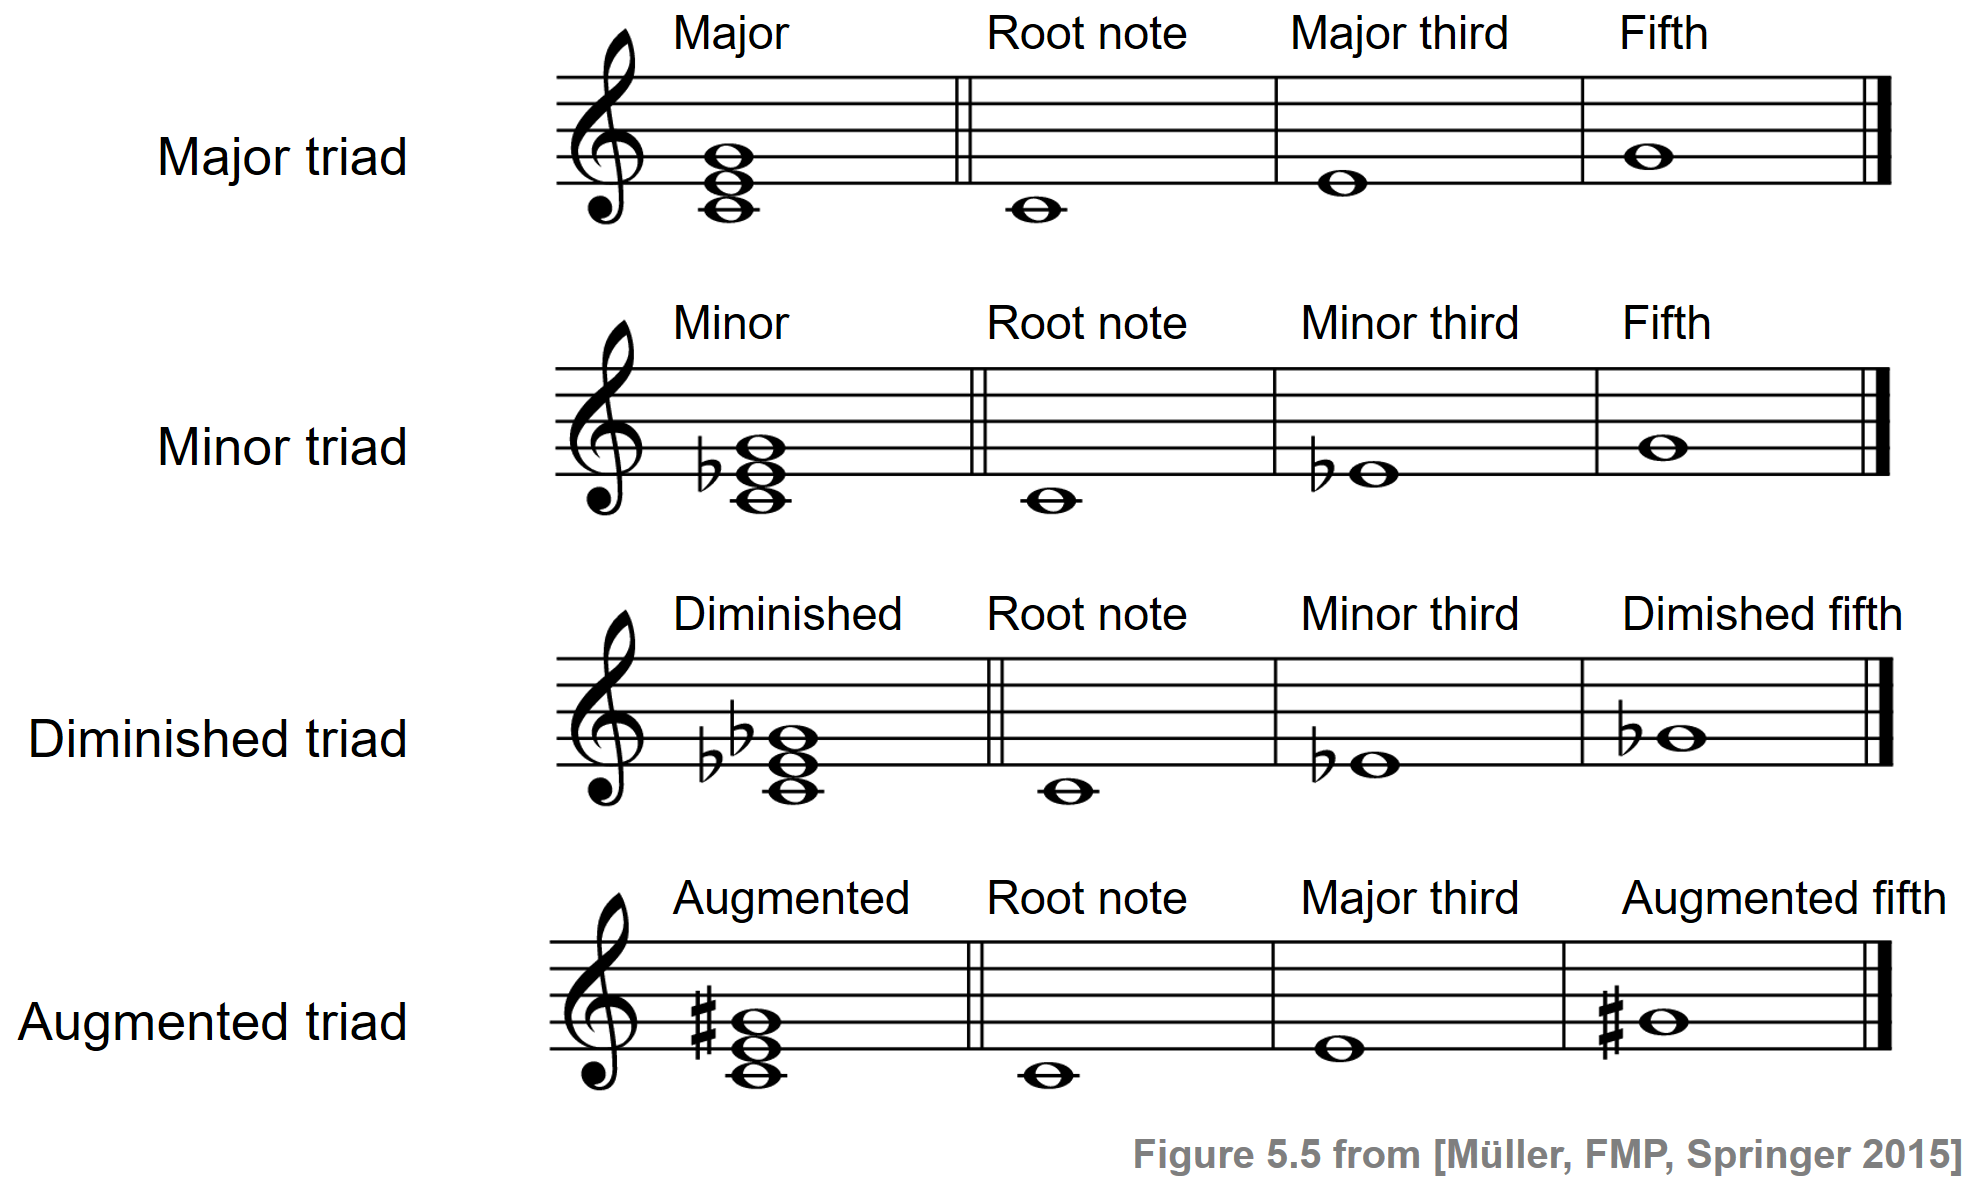 Major Root note Major third Fifth
Major triad
Minor Root note Minor third Fifth
Minor triad
Diminished Root note Minor third Dimished fifth
Diminished triad
Augmented Root note Major third Augmented fifth
Augmented triad
Figure 5.5 from [Müller, FMP, Springer 2015]